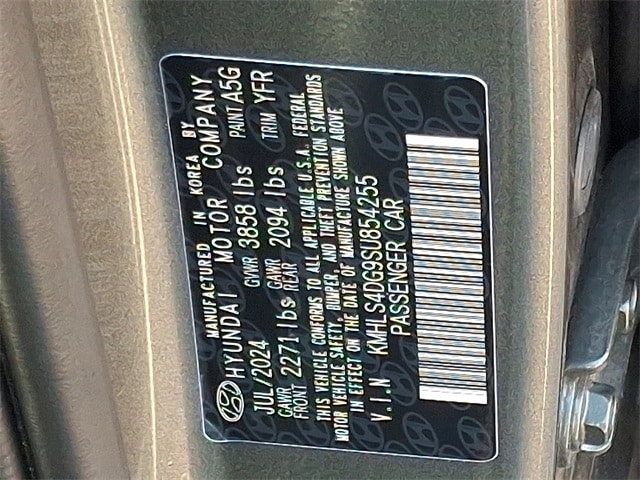 MANUFACTURED IN KOREA BY
HYUNDAI MOTOR COMPANY
JUL/2024 GVWR 3858 lbs PAINT A5G
GAWR FRONT 2271 lbs GAWR REAR 2094 lbs TRIM YFR
THIS VEHICLE CONFORMS TO ALL APPLICABLE U.S.A. FEDERAL
MOTOR VEHICLE SAFETY, BUMPER, AND THEFT PREVENTION STANDARDS
IN EFFECT ON THE DATE OF MANUFACTURE SHOWN ABOVE
V.I.N KMHLS4DG9SU854255
PASSENGER CAR